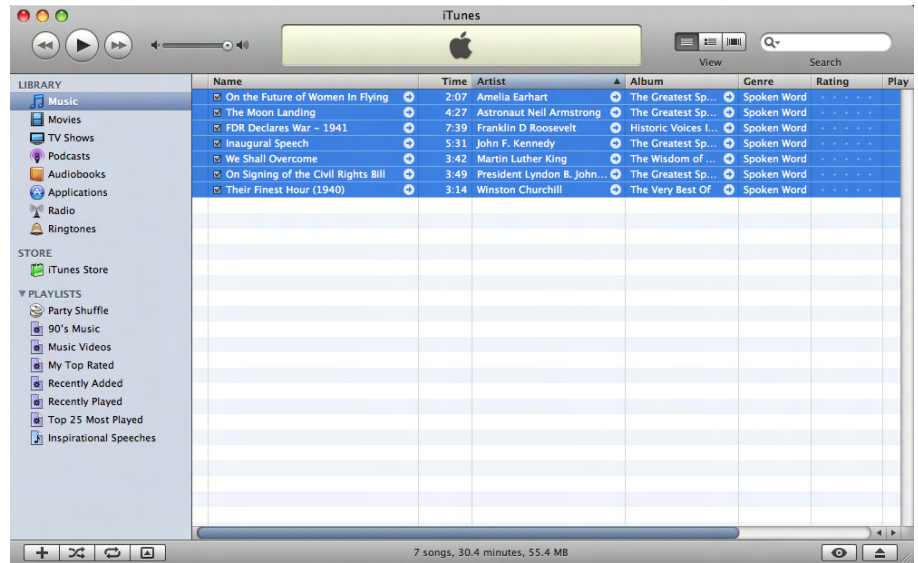 iTunes
View
Search
LIBRARY
Music
Movies
TV Shows
Podcasts
Audiobooks
Applications
Radio
Ringtones
STORE
iTunes Store
PLAYLISTS
Party Shuffle
90's Music
Music Videos
My Top Rated
Recently Added
Recently Played
Top 25 Most Played
Inspirational Speeches
Name Time Artist Album Genre Rating Play
On the Future of Women In Flying 2:07 Amelia Earhart The Greatest Sp... Spoken Word
The Moon Landing 4:27 Astronaut Neil Armstrong The Greatest Sp... Spoken Word
FDR Declares War – 1941 7:39 Franklin D Roosevelt Historic Voices I... Spoken Word
Inaugural Speech 5:31 John F. Kennedy The Greatest Sp... Spoken Word
We Shall Overcome 3:42 Martin Luther King The Wisdom of ... Spoken Word
On Signing of the Civil Rights Bill 3:49 President Lyndon B. John... The Greatest Sp... Spoken Word
Their Finest Hour (1940) 3:14 Winston Churchill The Very Best Of Spoken Word
7 songs, 30.4 minutes, 55.4 MB